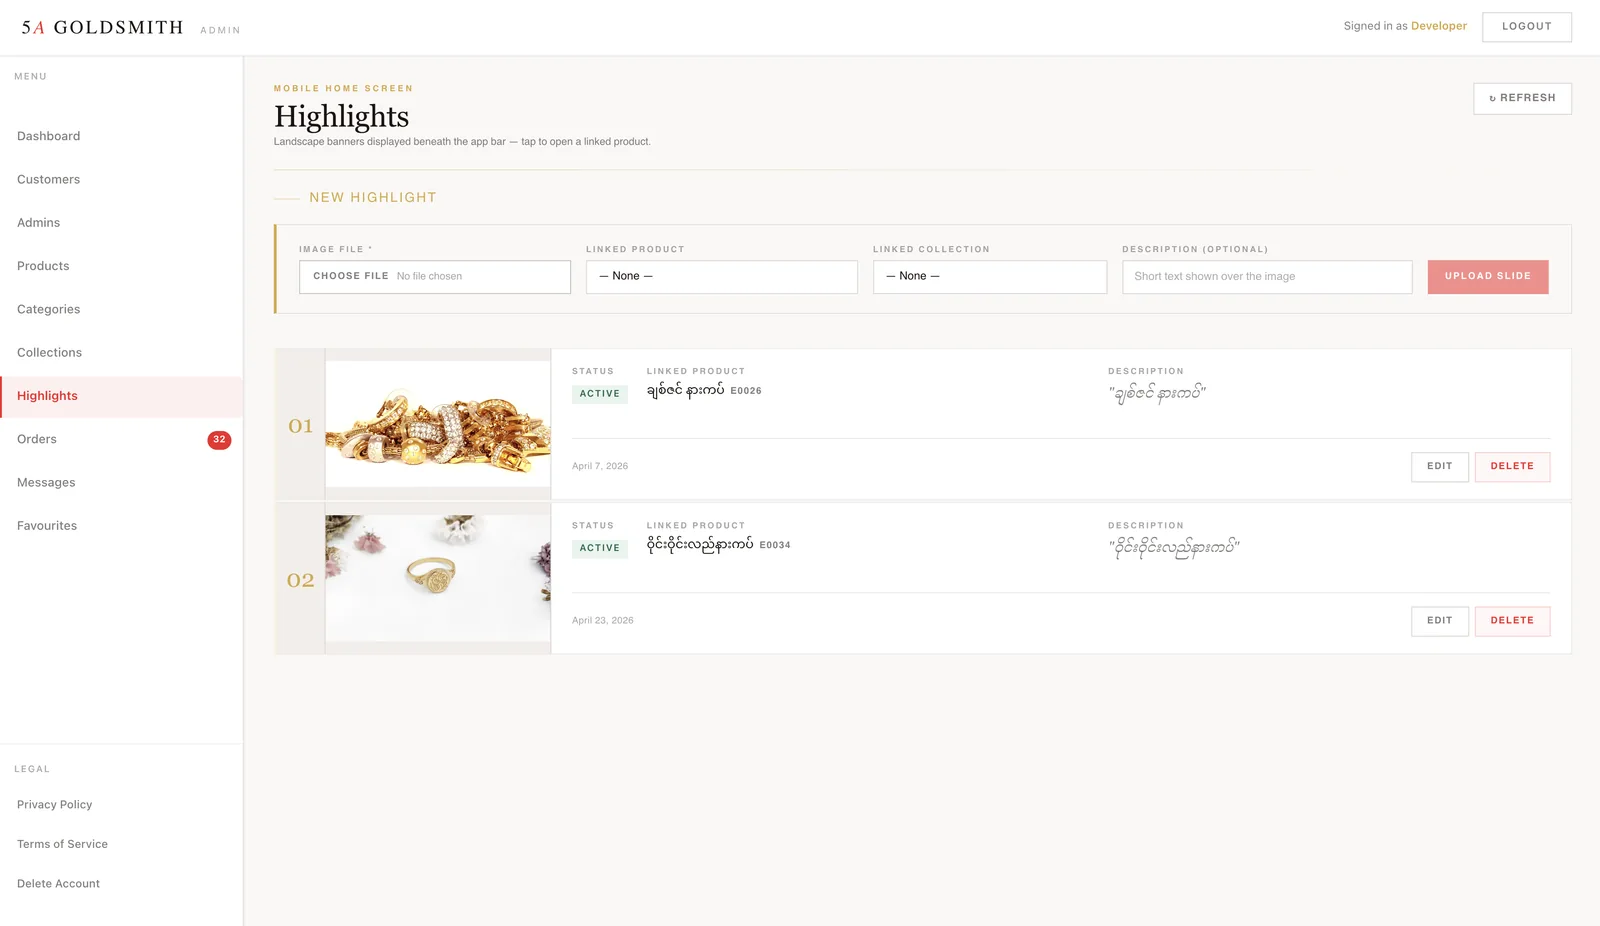 5A GOLDSMITH ADMIN
Signed in as Developer
LOGOUT
MENU
Dashboard
Customers
Admins
Products
Categories
Collections
Highlights
Orders 32
Messages
Favourites
LEGAL
Privacy Policy
Terms of Service
Delete Account
MOBILE HOME SCREEN
Highlights
Landscape banners displayed beneath the app bar — tap to open a linked product.
↻ REFRESH
NEW HIGHLIGHT
IMAGE FILE *
CHOOSE FILE No file chosen
LINKED PRODUCT
— None —
LINKED COLLECTION
— None —
DESCRIPTION (OPTIONAL)
Short text shown over the image
UPLOAD SLIDE
01
STATUS
ACTIVE
LINKED PRODUCT
ချစ်ဇင် နားကပ် E0026
DESCRIPTION
"ချစ်ဇင် နားကပ်"
April 7, 2026
EDIT
DELETE
02
STATUS
ACTIVE
LINKED PRODUCT
ဝိုင်းဝိုင်းလည်နားကပ် E0034
DESCRIPTION
"ဝိုင်းဝိုင်းလည်နားကပ်"
April 23, 2026
EDIT
DELETE